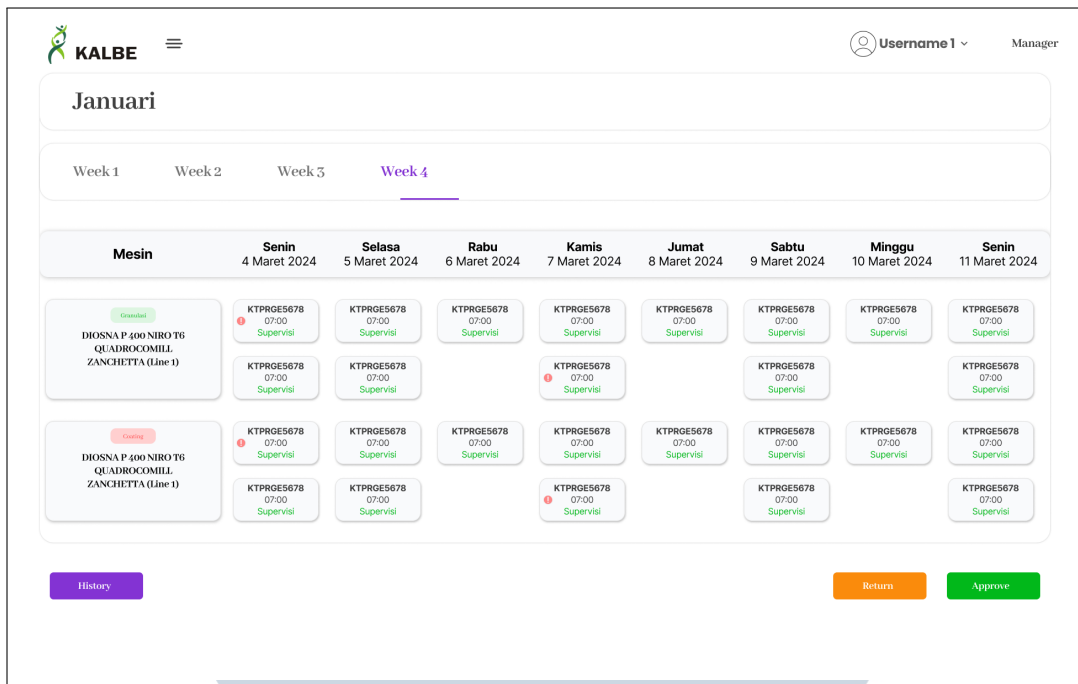 KALBE
Username 1
Manager
Januari
Week 1 Week 2 Week 3 Week 4
Mesin Senin Selasa Rabu Kamis Jumat Sabtu Minggu Senin
4 Maret 2024 5 Maret 2024 6 Maret 2024 7 Maret 2024 8 Maret 2024 9 Maret 2024 10 Maret 2024 11 Maret 2024
Granulasi
DIOSNA P 400 NIRO T6
QUADROCOMILL
ZANCHETTA (Line 1)
KTPRGE5678 KTPRGE5678 KTPRGE5678 KTPRGE5678 KTPRGE5678 KTPRGE5678 KTPRGE5678 KTPRGE5678
07:00 07:00 07:00 07:00 07:00 07:00 07:00 07:00
Supervisi Supervisi Supervisi Supervisi Supervisi Supervisi Supervisi Supervisi
KTPRGE5678 KTPRGE5678 KTPRGE5678 KTPRGE5678 KTPRGE5678
07:00 07:00 07:00 07:00 07:00
Supervisi Supervisi Supervisi Supervisi Supervisi
Coating
DIOSNA P 400 NIRO T6
QUADROCOMILL
ZANCHETTA (Line 1)
KTPRGE5678 KTPRGE5678 KTPRGE5678 KTPRGE5678 KTPRGE5678 KTPRGE5678 KTPRGE5678 KTPRGE5678
07:00 07:00 07:00 07:00 07:00 07:00 07:00 07:00
Supervisi Supervisi Supervisi Supervisi Supervisi Supervisi Supervisi Supervisi
KTPRGE5678 KTPRGE5678 KTPRGE5678 KTPRGE5678 KTPRGE5678
07:00 07:00 07:00 07:00 07:00
Supervisi Supervisi Supervisi Supervisi Supervisi
History Return Approve